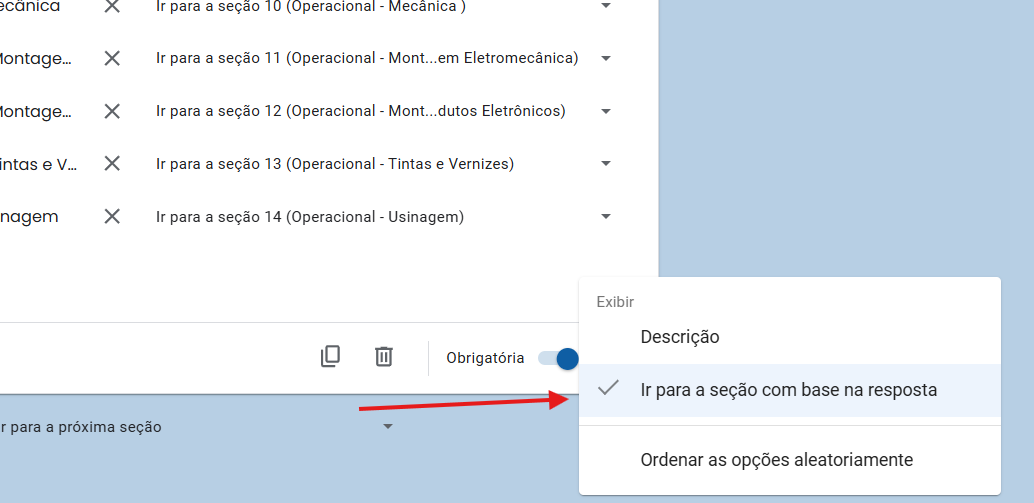 ecânica Ir para a seção 10 (Operacional - Mecânica )
Montage... Ir para a seção 11 (Operacional - Mont...em Eletromecânica)
Montage... Ir para a seção 12 (Operacional - Mont...dutos Eletrônicos)
intas e V... Ir para a seção 13 (Operacional - Tintas e Vernizes)
nagem Ir para a seção 14 (Operacional - Usinagem)
Exibir
Descrição
Obrigatória
Ir para a seção com base na resposta
r para a próxima seção
Ordenar as opções aleatoriamente